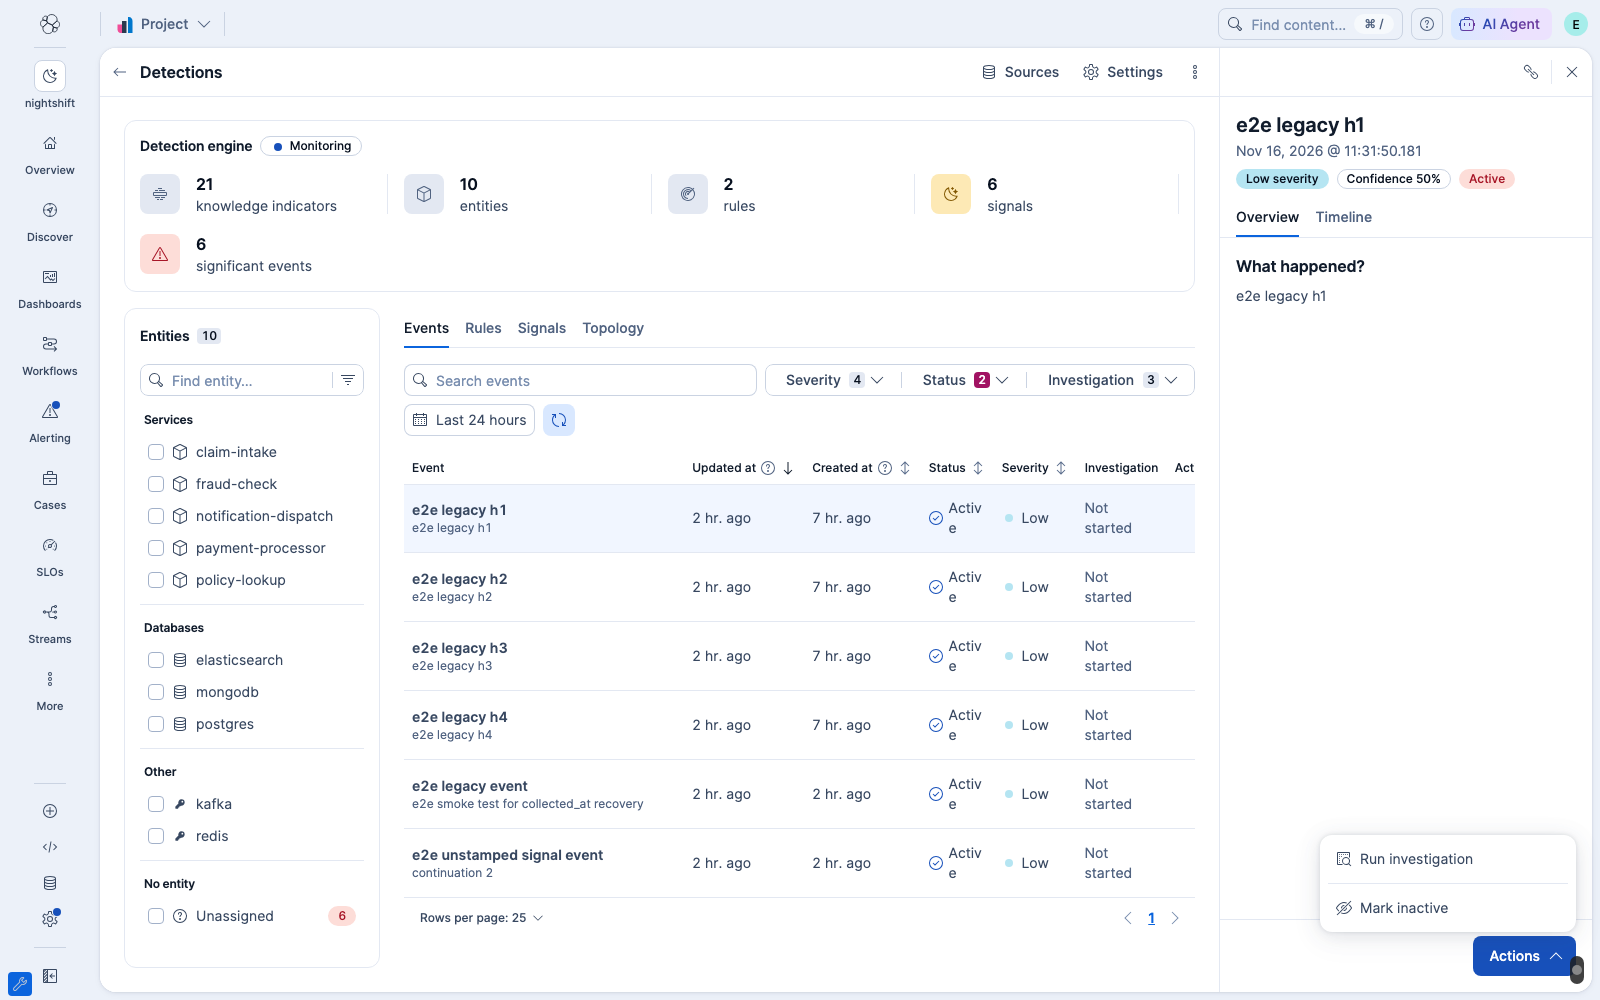 Project
Find content...
⌘ /
AI Agent
E
nightshift
Overview
Discover
Dashboards
Workflows
Alerting
Cases
SLOs
Streams
More
Detections
Sources
Settings
Detection engine
Monitoring
21
knowledge indicators
10
entities
2
rules
6
signals
6
significant events
Entities 10
Find entity...
Services
claim-intake
fraud-check
notification-dispatch
payment-processor
policy-lookup
Databases
elasticsearch
mongodb
postgres
Other
kafka
redis
No entity
Unassigned 6
Events Rules Signals Topology
Search events
Severity 4
Status 2
Investigation 3
Last 24 hours
Event Updated at Created at Status Severity Investigation Act
e2e legacy h1
e2e legacy h1
2 hr. ago
7 hr. ago
Activ
e
Low
Not
started
e2e legacy h2
e2e legacy h2
2 hr. ago
7 hr. ago
Activ
e
Low
Not
started
e2e legacy h3
e2e legacy h3
2 hr. ago
7 hr. ago
Activ
e
Low
Not
started
e2e legacy h4
e2e legacy h4
2 hr. ago
7 hr. ago
Activ
e
Low
Not
started
e2e legacy event
e2e smoke test for collected_at recovery
2 hr. ago
2 hr. ago
Activ
e
Low
Not
started
e2e unstamped signal event
continuation 2
2 hr. ago
2 hr. ago
Activ
e
Low
Not
started
Rows per page: 25
1
e2e legacy h1
Nov 16, 2026 @ 11:31:50.181
Low severity
Confidence 50%
Active
Overview Timeline
What happened?
e2e legacy h1
Run investigation
Mark inactive
Actions